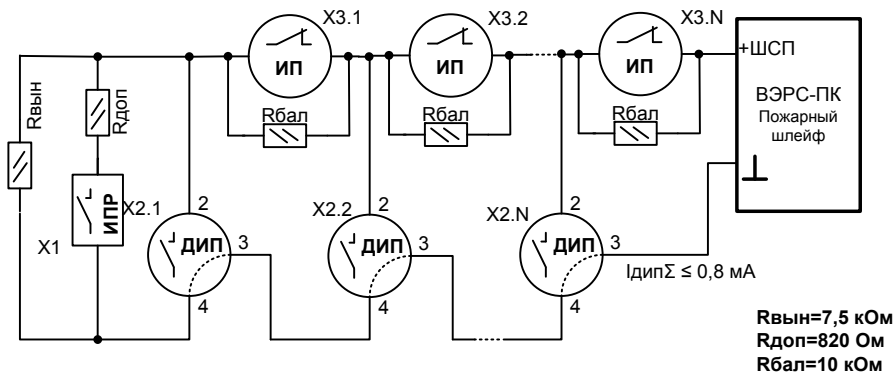 X3.1
X3.2
X3.N
ИП
ИП
ИП
Rбал
Rбал
Rбал
+ШСП
ВЭРС-ПК
Пожарный
шлейф
Rвын
Rдоп
ИПР
X1
X2.1
X2.2
X2.N
2
2
2
ДИП
ДИП
ДИП
3
3
3
4
4
4
IдипΣ ≤ 0,8 мА
Rвын=7,5 кОм
Rдоп=820 Ом
Rбал=10 кОм